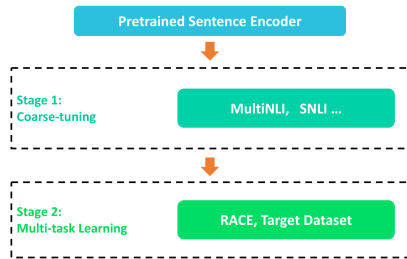 Pretrained Sentence Encoder
Stage 1:
Coarse-tuning
MultiNLI, SNLI ...
Stage 2:
Multi-task Learning
RACE, Target Dataset